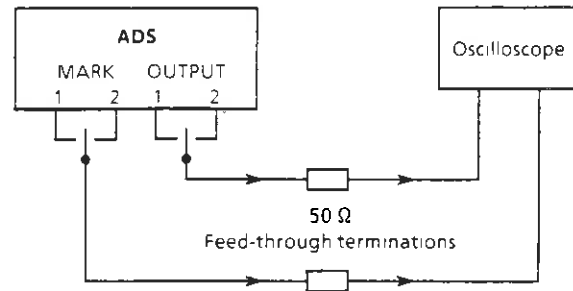 ADS
Oscilloscope
MARK OUTPUT
1 2 1 2
50 Ω
Feed-through terminations